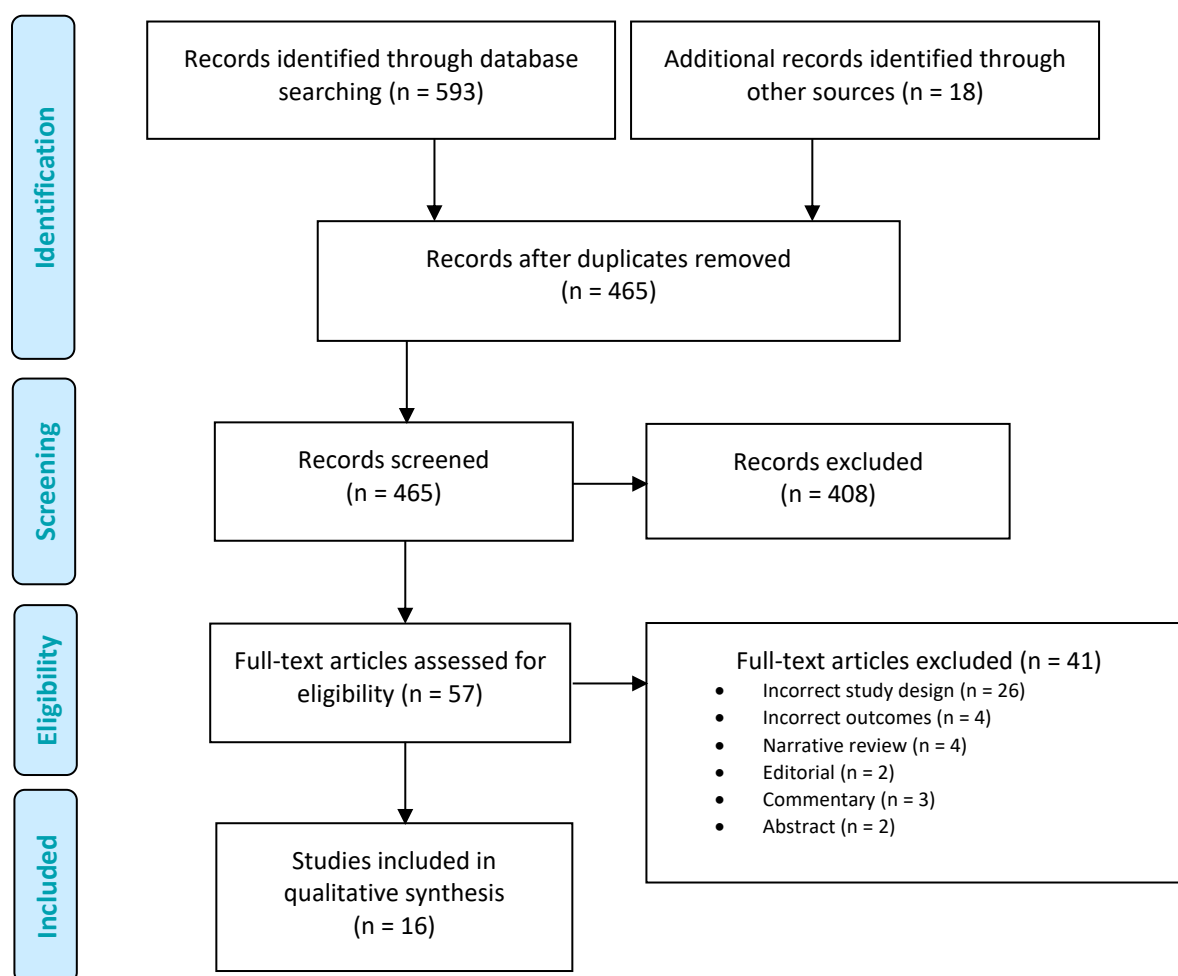 Identification
Records identified through database
searching (n = 593)
Additional records identified through
other sources (n = 18)
Records after duplicates removed
(n = 465)
Screening
Records screened
(n = 465)
Records excluded
(n = 408)
Eligibility
Full-text articles assessed for
eligibility (n = 57)
Full-text articles excluded (n = 41)
• Incorrect study design (n = 26)
• Incorrect outcomes (n = 4)
• Narrative review (n = 4)
• Editorial (n = 2)
• Commentary (n = 3)
• Abstract (n = 2)
Included
Studies included in
qualitative synthesis
(n = 16)